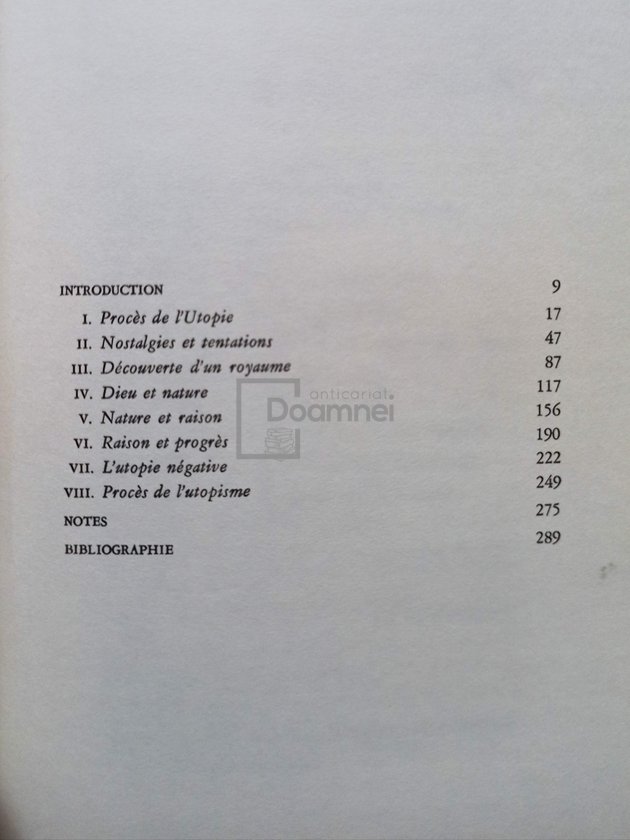 INTRODUCTION 9
I. Procès de l'Utopie 17
II. Nostalgies et tentations 47
III. Découverte d'un royaume 87
IV. Dieu et nature 117
anticariat
Doamnei
V. Nature et raison 156
VI. Raison et progrès 190
VII. L'utopie négative 222
VIII. Procès de l'utopisme 249
NOTES 275
BIBLIOGRAPHIE 289